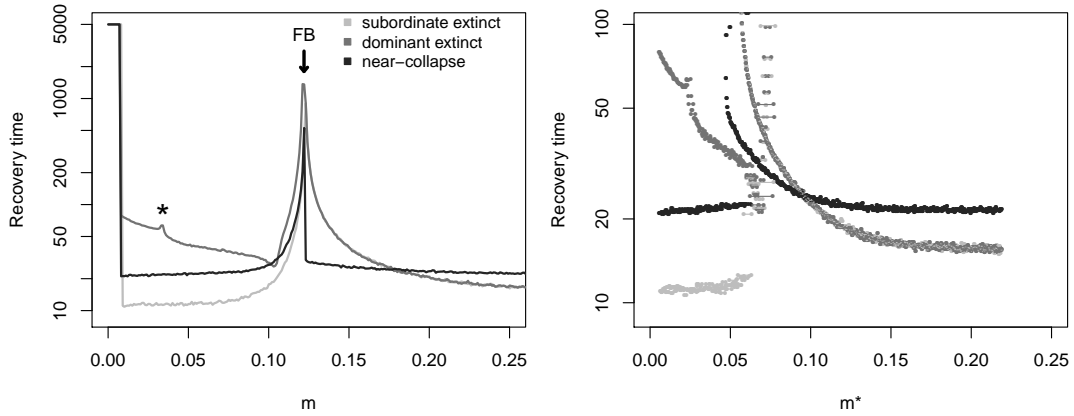 Recovery time
5000
1000
200
50
10
FB
*
subordinate extinct
dominant extinct
near−collapse
0.00 0.05 0.10 0.15 0.20 0.25
m
Recovery time
100
50
20
10
0.00 0.05 0.10 0.15 0.20 0.25
m*